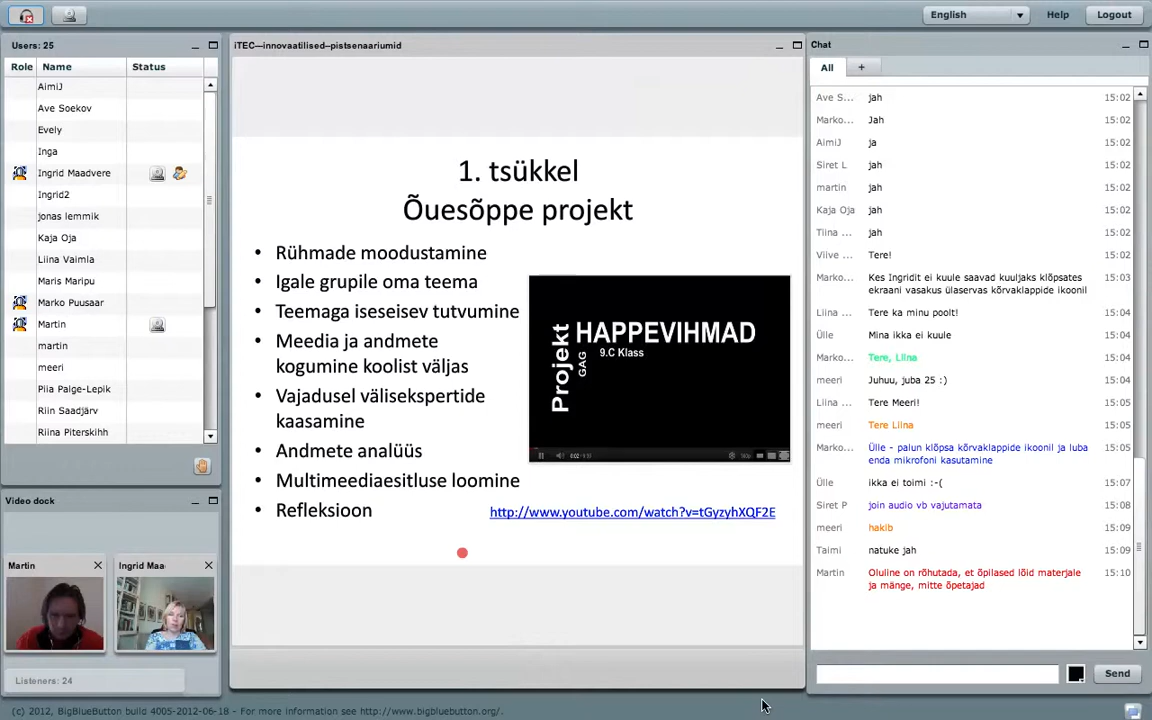 English
Help
Logout
Users: 25
Role Name Status
AimiJ
Ave Soekov
Evely
Inga
Ingrid Maadvere
Ingrid2
jonas lemmik
Kaja Oja
Liina Vaimla
Maris Maripu
Marko Puusaar
Martin
martin
meeri
Piia Palge-Lepik
Riin Saadjärv
Riina Piterskihh
Video dock
Martin
Ingrid Maa
Listeners: 24
iTEC--innovaatilised--pistsenaariumid
1. tsükkel
Õuesõppe projekt
• Rühmade moodustamine
• Igale grupile oma teema
• Teemaga iseseisev tutvumine
• Meedia ja andmete
kogumine koolist väljas
• Vajadusel välisekspertide
kaasamine
• Andmete analüüs
• Multimeediaesitluse loomine
• Refleksioon
Projekt
GAG
HAPPEVIHMAD
9.C Klass
http://www.youtube.com/watch?v=tGyzyhXQF2E
Chat
All +
Ave S... jah 15:02
Marko... Jah 15:02
AimiJ ja 15:02
Siret L jah 15:02
martin jah 15:02
Kaja Oja jah 15:02
Tiina ... jah 15:02
Viive ... Tere! 15:02
Marko... Kes Ingridit ei kuule saavad kuuljaks klõpsates 15:03
ekraani vasakus ülaservas kõrvaklappide ikoonil
Liina ... Tere ka minu poolt! 15:04
Ülle Mina ikka ei kuule 15:04
Marko... Tere, Liina 15:04
meeri Juhuu, juba 25 :) 15:04
Liina ... Tere Meeri! 15:05
meeri Tere Liina 15:05
Marko... Ülle - palun klõpsa kõrvaklappide ikoonil ja luba 15:05
enda mikrofoni kasutamine
Ülle ikka ei toimi :-( 15:07
Siret P join audio vb vajutamata 15:08
meeri hakib 15:09
Taimi natuke jah 15:09
Martin Oluline on rõhutada, et õpilased lõid materjale 15:10
ja mänge, mitte õpetajad
Send
(c) 2012, BigBlueButton build 4005-2012-06-18 - For more information see http://www.bigbluebutton.org/.